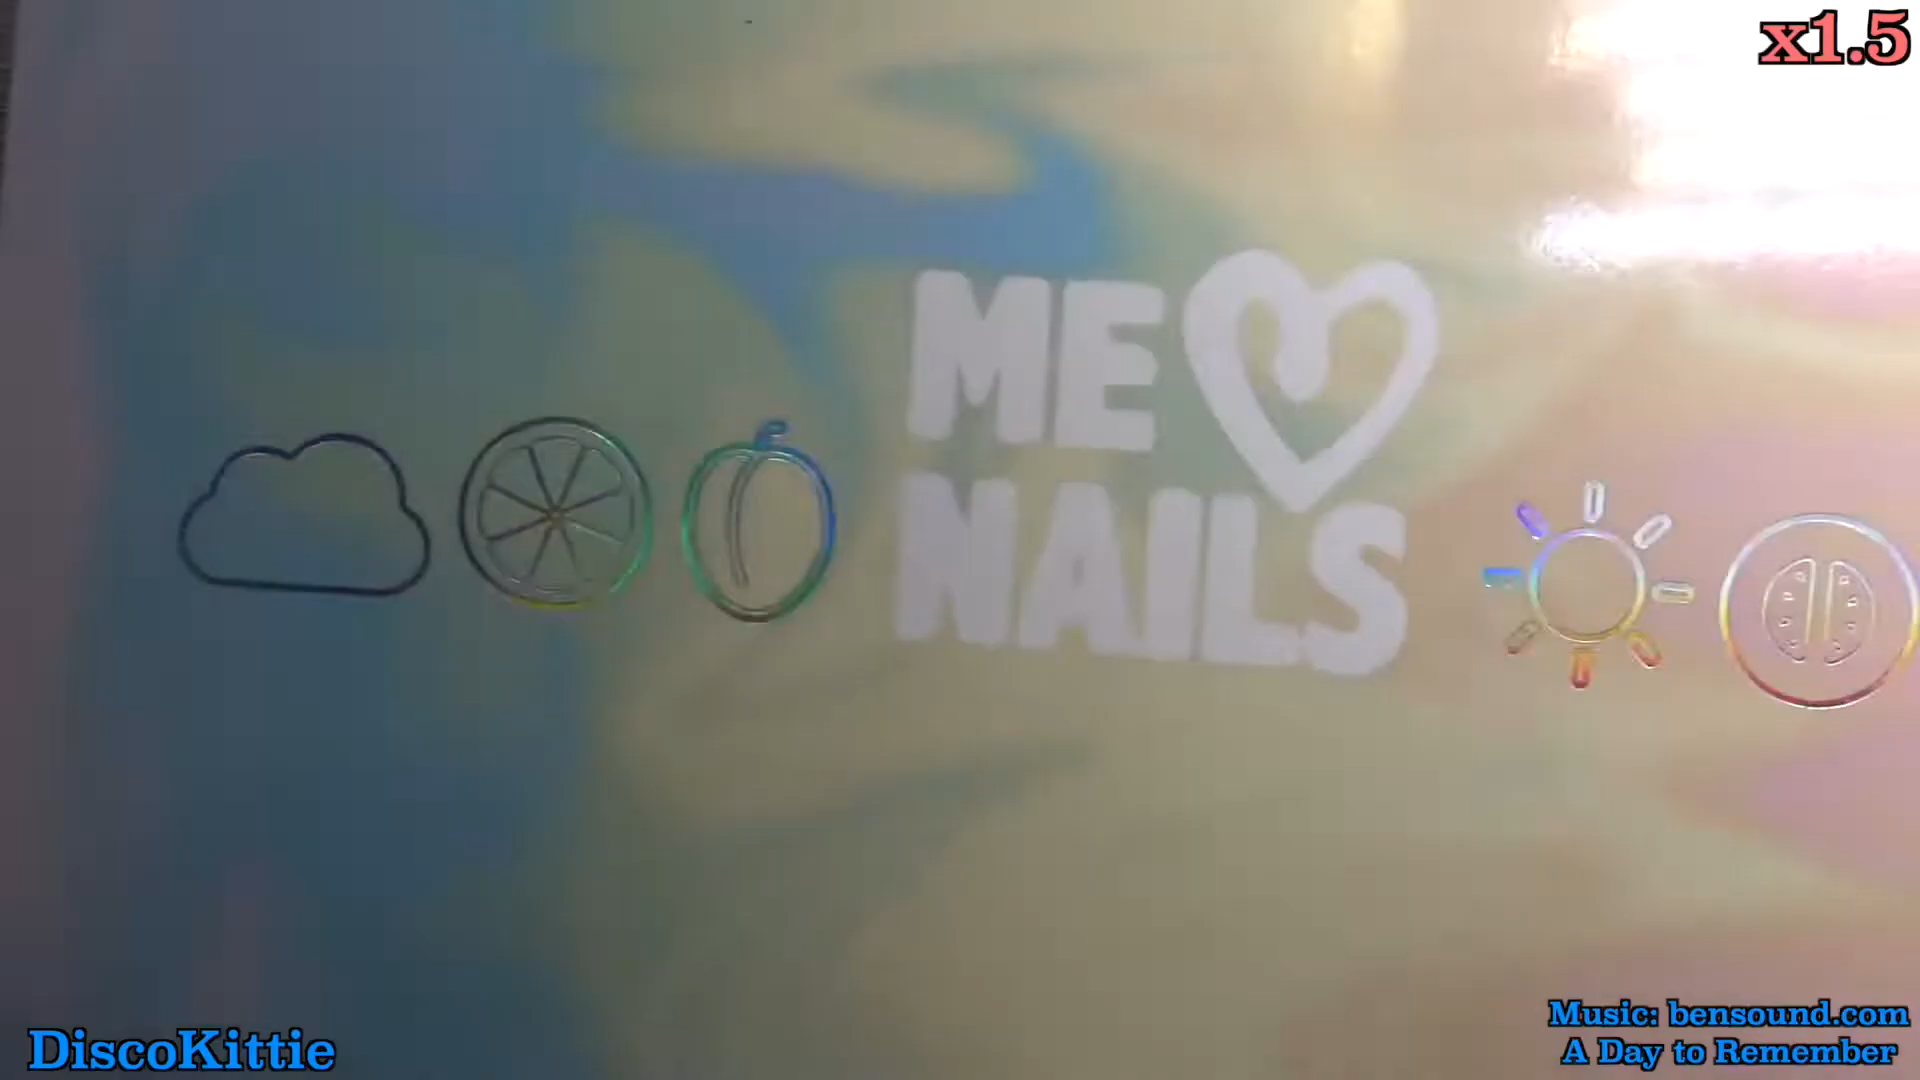 x1.5
ME
NAILS
DiscoKittie
Music: bensound.com
A Day to Remember